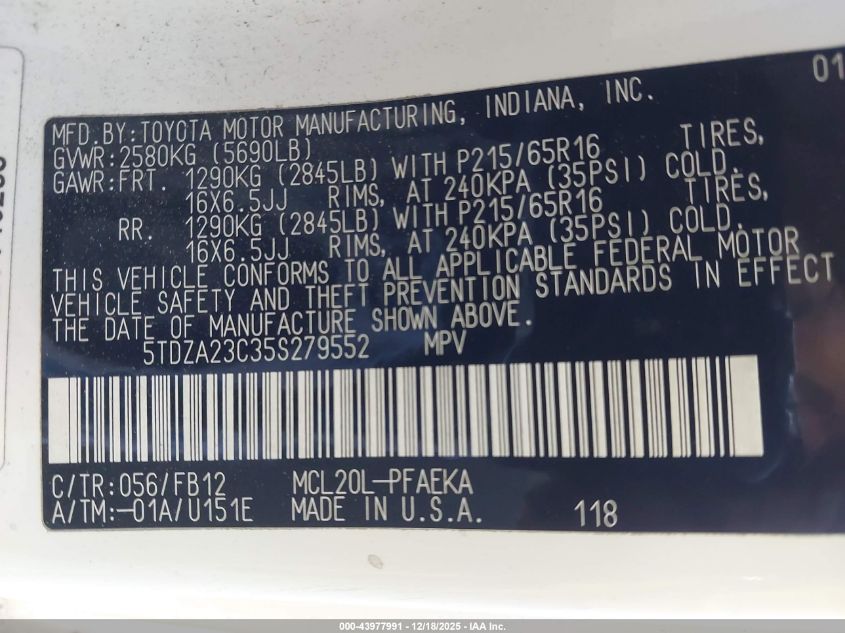 01
MFD.BY:TOYOTA MOTOR MANUFACTURING, INDIANA, INC.
GVWR:2580KG (5690LB)
GAWR:FRT. 1290KG (2845LB) WITH P215/65R16 TIRES,
16X6.5JJ RIMS, AT 240KPA (35PSI) COLD.
RR. 1290KG (2845LB) WITH P215/65R16 TIRES,
16X6.5JJ RIMS, AT 240KPA (35PSI) COLD.
THIS VEHICLE CONFORMS TO ALL APPLICABLE FEDERAL MOTOR
VEHICLE SAFETY AND THEFT PREVENTION STANDARDS IN EFFECT
THE DATE OF MANUFACTURE SHOWN ABOVE.
5TDZA23C35S279552 MPV
C/TR:056/FB12 MCL20L-PFAEKA
A/TM:-01A/U151E MADE IN U.S.A. 118
000-43977991 - 12/18/2025 - IAA Inc.